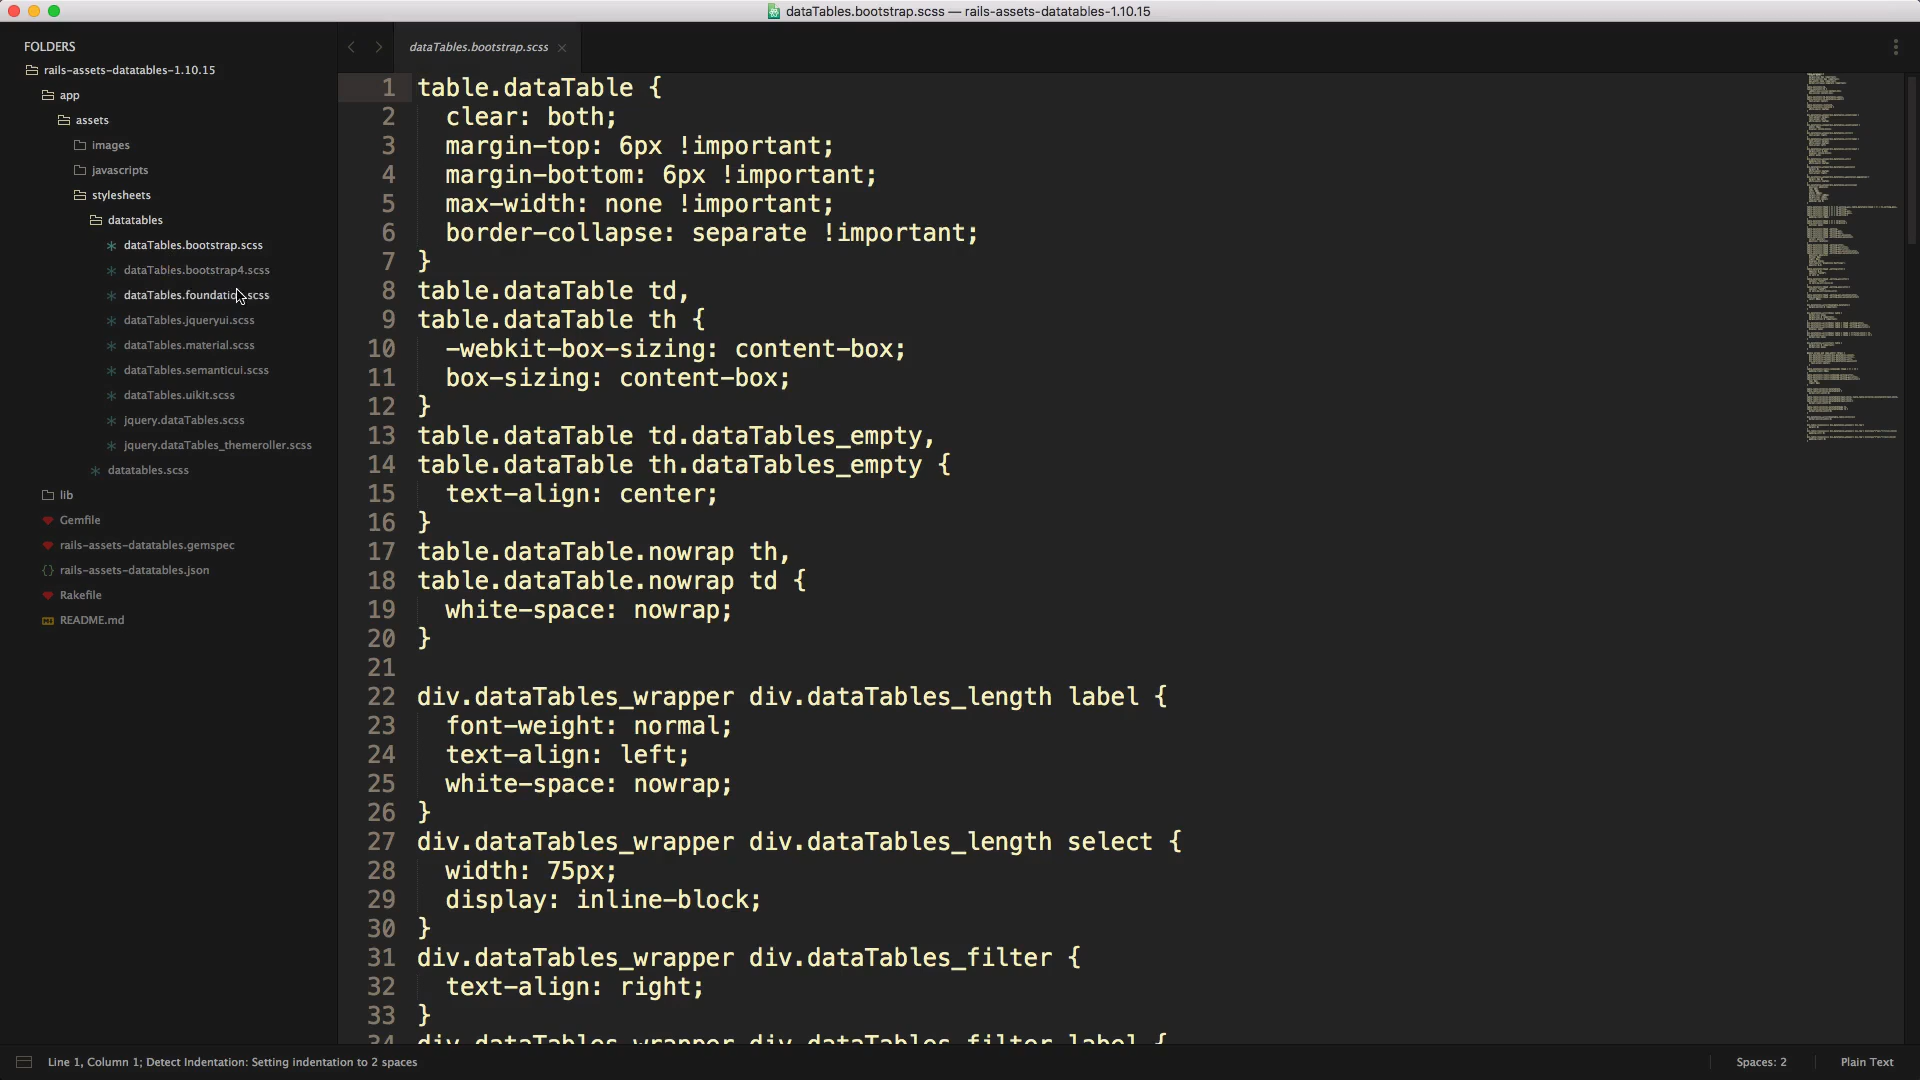 dataTables.bootstrap.scss — rails-assets-datatables-1.10.15
FOLDERS
rails-assets-datatables-1.10.15
app
assets
images
javascripts
stylesheets
datatables
dataTables.bootstrap.scss
dataTables.bootstrap4.scss
dataTables.foundation.scss
dataTables.jqueryui.scss
dataTables.material.scss
dataTables.semanticui.scss
dataTables.uikit.scss
jquery.dataTables.scss
jquery.dataTables_themeroller.scss
datatables.scss
lib
Gemfile
rails-assets-datatables.gemspec
rails-assets-datatables.json
Rakefile
README.md
dataTables.bootstrap.scss
1 table.dataTable {
2 clear: both;
3 margin-top: 6px !important;
4 margin-bottom: 6px !important;
5 max-width: none !important;
6 border-collapse: separate !important;
7 }
8 table.dataTable td,
9 table.dataTable th {
10 -webkit-box-sizing: content-box;
11 box-sizing: content-box;
12 }
13 table.dataTable td.dataTables_empty,
14 table.dataTable th.dataTables_empty {
15 text-align: center;
16 }
17 table.dataTable.nowrap th,
18 table.dataTable.nowrap td {
19 white-space: nowrap;
20 }
21
22 div.dataTables_wrapper div.dataTables_length label {
23 font-weight: normal;
24 text-align: left;
25 white-space: nowrap;
26 }
27 div.dataTables_wrapper div.dataTables_length select {
28 width: 75px;
29 display: inline-block;
30 }
31 div.dataTables_wrapper div.dataTables_filter {
32 text-align: right;
33 }
34 div.dataTables_wrapper div.dataTables_filter label {
Line 1, Column 1; Detect Indentation: Setting indentation to 2 spaces
Spaces: 2
Plain Text